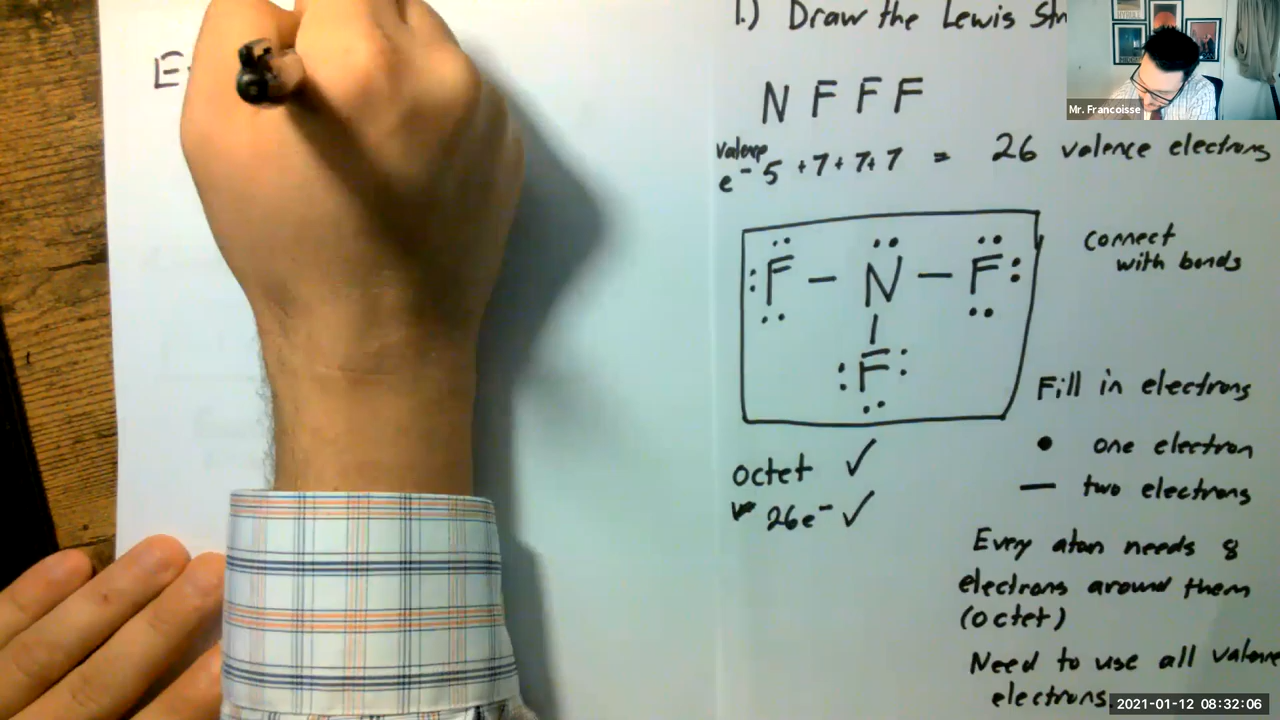 E
1.) Draw the Lewis Str
N F F F
Mr. Francoisse
valence
e- 5 + 7 + 7 + 7 = 26 valence electrons
connect
with bonds
F - N - F
F
Fill in electrons
• one electron
— two electrons
octet ✓
26e- ✓
Every atom needs 8
electrons around them
(octet)
Need to use all valence
electrons.
2021-01-12 08:32:06